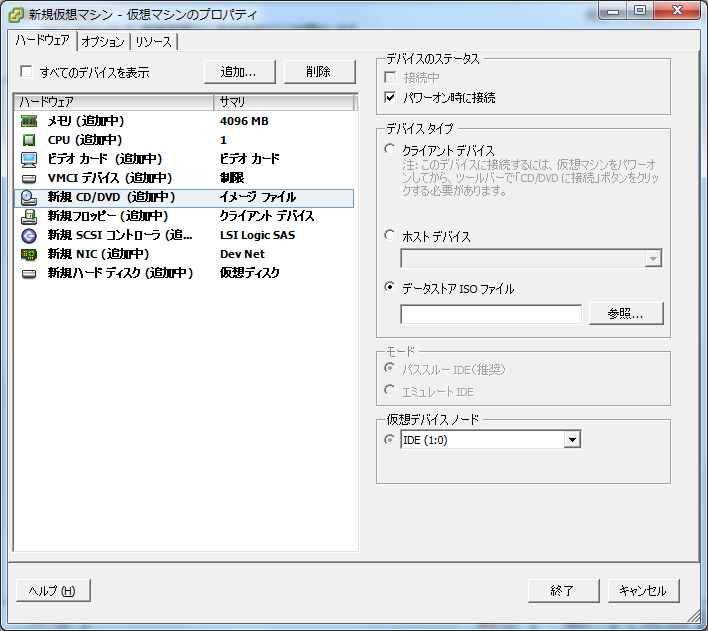 新規仮想マシン - 仮想マシンのプロパティ
ハードウェア オプション リソース
すべてのデバイスを表示 追加... 削除
ハードウェア サマリ
メモリ (追加中) 4096 MB
CPU (追加中) 1
ビデオ カード (追加中) ビデオ カード
VMCI デバイス (追加中) 制限
新規 CD/DVD (追加中) イメージ ファイル
新規フロッピー (追加中) クライアント デバイス
新規 SCSI コントローラ (追... LSI Logic SAS
新規 NIC (追加中) Dev Net
新規ハード ディスク (追加中) 仮想ディスク
デバイスのステータス
接続中
パワーオン時に接続
デバイス タイプ
クライアント デバイス
注: このデバイスに接続するには、仮想マシンをパワーオ
ンしてから、ツールバーで「CD/DVD に接続」ボタンをクリッ
クする必要があります。
ホスト デバイス
データストア ISO ファイル
参照...
モード
パススルー IDE(推奨)
エミュレート IDE
仮想デバイス ノード
IDE (1:0)
ヘルプ (H) 終了 キャンセル